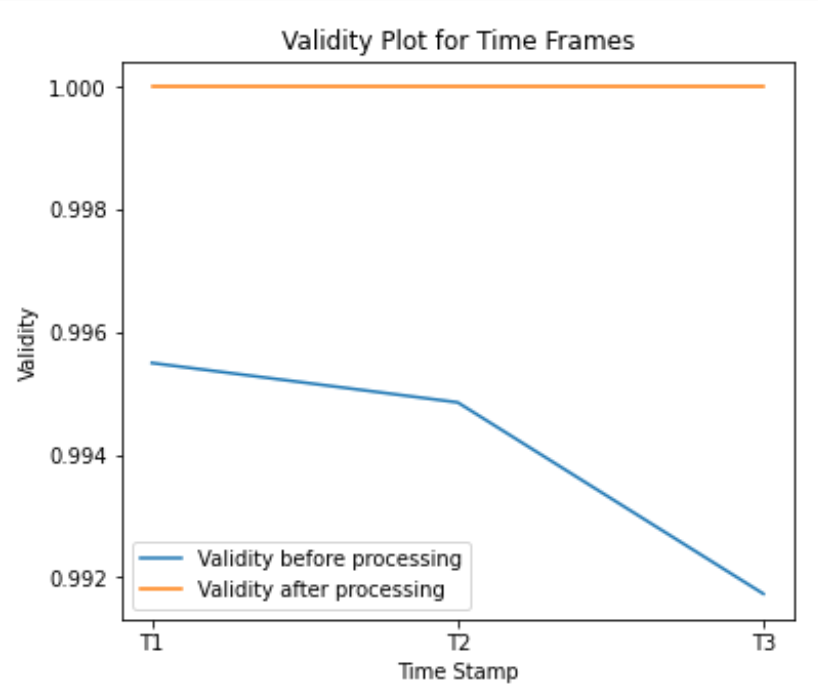 Validity Plot for Time Frames
1.000
0.998
0.996
0.994
0.992
Validity
Validity before processing
Validity after processing
T1 T2 T3
Time Stamp